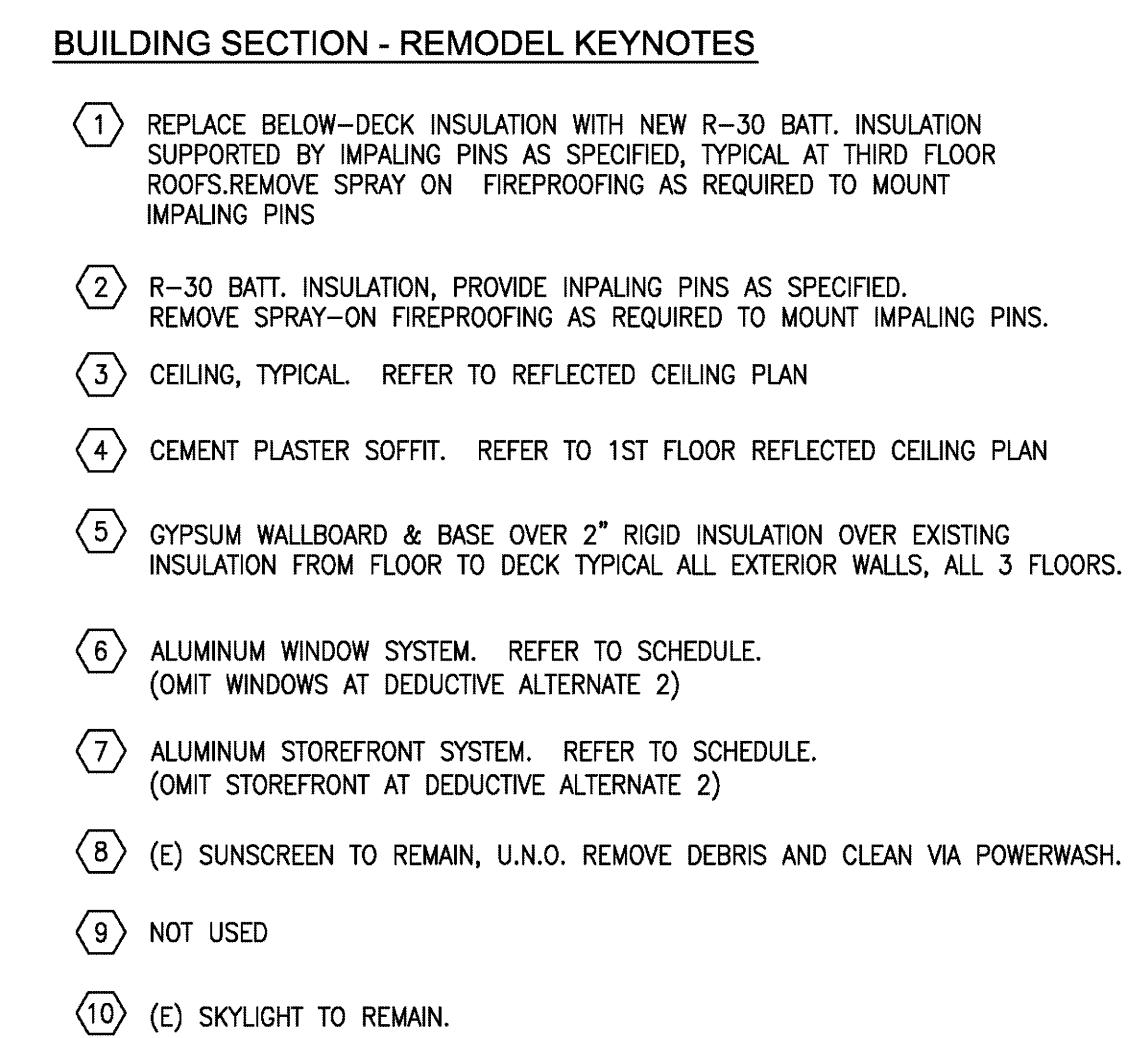 BUILDING SECTION - REMODEL KEYNOTES
1 REPLACE BELOW-DECK INSULATION WITH NEW R-30 BATT. INSULATION
SUPPORTED BY IMPALING PINS AS SPECIFIED, TYPICAL AT THIRD FLOOR
ROOFS.REMOVE SPRAY ON FIREPROOFING AS REQUIRED TO MOUNT
IMPALING PINS
2 R-30 BATT. INSULATION, PROVIDE INPALING PINS AS SPECIFIED.
REMOVE SPRAY-ON FIREPROOFING AS REQUIRED TO MOUNT IMPALING PINS.
3 CEILING, TYPICAL. REFER TO REFLECTED CEILING PLAN
4 CEMENT PLASTER SOFFIT. REFER TO 1ST FLOOR REFLECTED CEILING PLAN
5 GYPSUM WALLBOARD & BASE OVER 2" RIGID INSULATION OVER EXISTING
INSULATION FROM FLOOR TO DECK TYPICAL ALL EXTERIOR WALLS, ALL 3 FLOORS.
6 ALUMINUM WINDOW SYSTEM. REFER TO SCHEDULE.
(OMIT WINDOWS AT DEDUCTIVE ALTERNATE 2)
7 ALUMINUM STOREFRONT SYSTEM. REFER TO SCHEDULE.
(OMIT STOREFRONT AT DEDUCTIVE ALTERNATE 2)
8 (E) SUNSCREEN TO REMAIN, U.N.O. REMOVE DEBRIS AND CLEAN VIA POWERWASH.
9 NOT USED
10 (E) SKYLIGHT TO REMAIN.